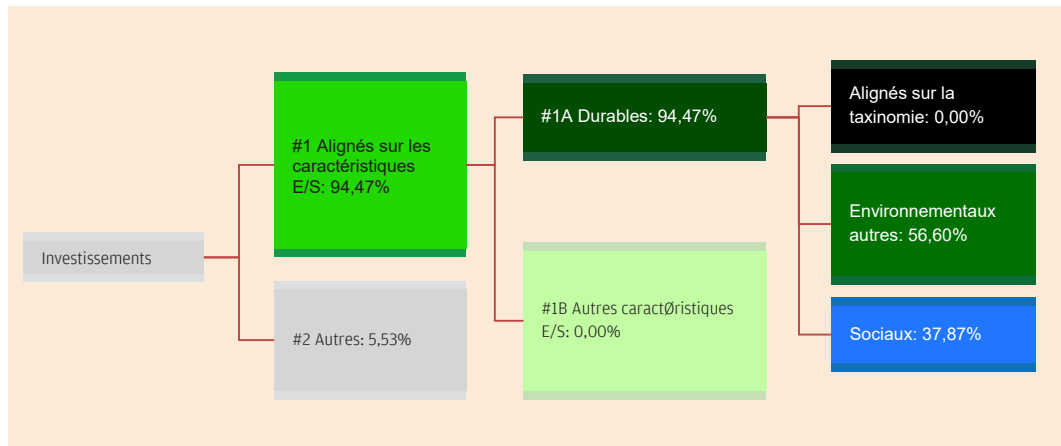 Investissements
#1 Alignés sur les
caractéristiques
E/S: 94,47%
#2 Autres: 5,53%
#1A Durables: 94,47%
#1B Autres caractØristiques
E/S: 0,00%
Alignés sur la
taxinomie: 0,00%
Environnementaux
autres: 56,60%
Sociaux: 37,87%